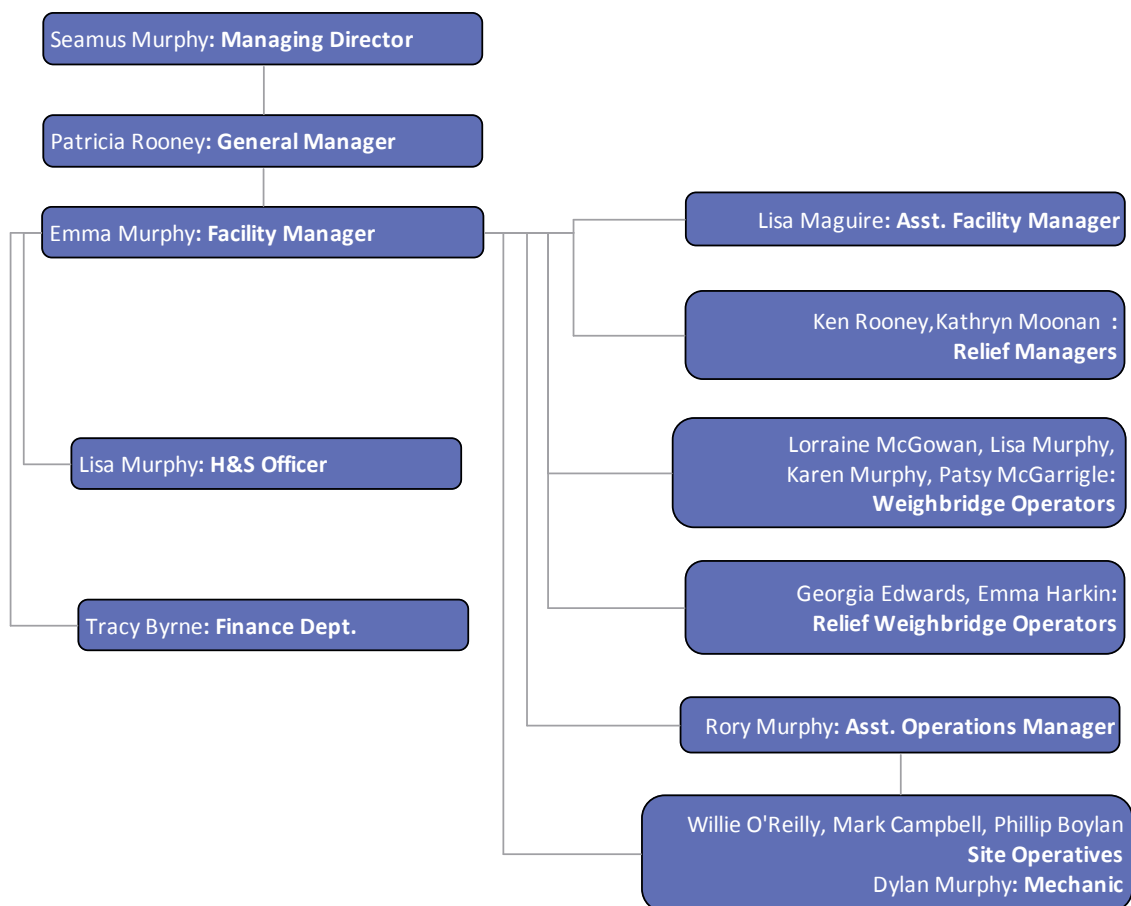 Seamus Murphy: Managing Director
Patricia Rooney: General Manager
Emma Murphy: Facility Manager
Lisa Maguire: Asst. Facility Manager
Ken Rooney,Kathryn Moonan :
Relief Managers
Lisa Murphy: H&S Officer
Lorraine McGowan, Lisa Murphy,
Karen Murphy, Patsy McGarrigle:
Weighbridge Operators
Georgia Edwards, Emma Harkin:
Relief Weighbridge Operators
Tracy Byrne: Finance Dept.
Rory Murphy: Asst. Operations Manager
Willie O'Reilly, Mark Campbell, Phillip Boylan
Site Operatives
Dylan Murphy: Mechanic